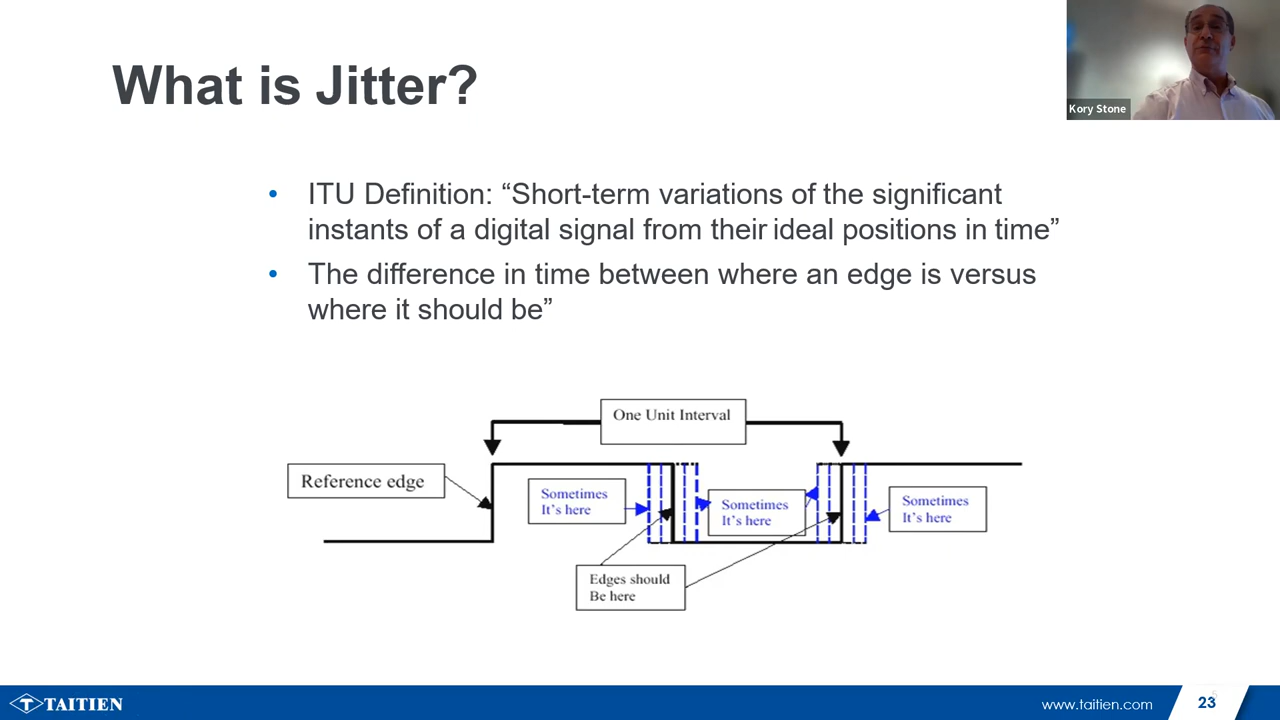 What is Jitter?
Kory Stone
• ITU Definition: “Short-term variations of the significant
instants of a digital signal from their ideal positions in time”
• The difference in time between where an edge is versus
where it should be”
One Unit Interval
Reference edge
Sometimes
It’s here
Sometimes
It’s here
Sometimes
It’s here
Edges should
Be here
TAITIEN
www.taitien.com
23